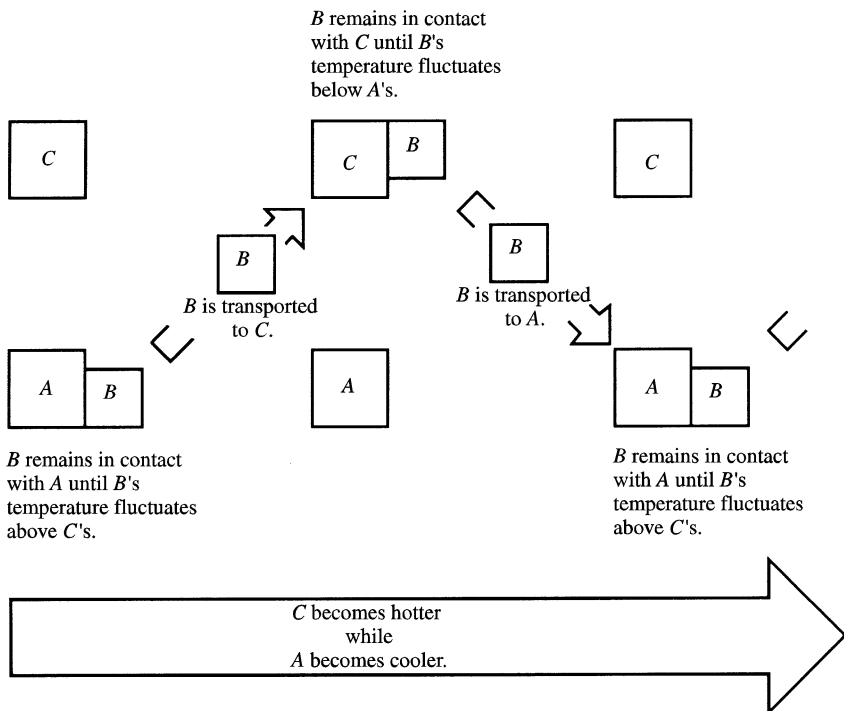 B remains in contact
with C until B's
temperature fluctuates
below A's.
C
C
B
C
B
B
B is transported
to C.
B is transported
to A.
A
B
A
A
B
B remains in contact
with A until B's
temperature fluctuates
above C's.
B remains in contact
with A until B's
temperature fluctuates
above C's.
C becomes hotter
while
A becomes cooler.